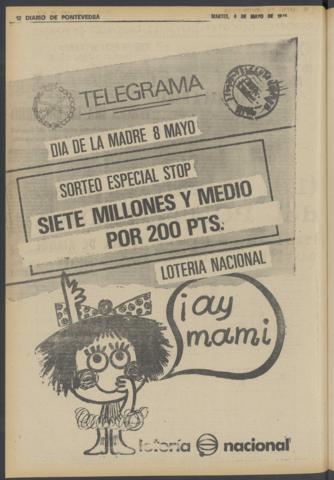 12 DIARIO DE PONTEVEDRA
MARTES, 4 DE MAYO DE
TELEGRAMA
DIA DE LA MADRE 8 MAYO
SORTEO ESPECIAL STOP
SIETE MILLONES Y MEDIO
POR 200 PTS.
LOTERIA NACIONAL
¡ay
mami
lotería nacional